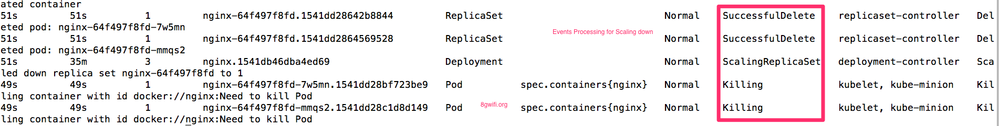 ated container
51s 51s 1 nginx-64f497f8fd.1541dd28642b8844 ReplicaSet Normal SuccessfulDelete replicaset-controller Del
eted pod: nginx-64f497f8fd-7w5mn
Events Processing for Scaling down
51s 51s 1 nginx-64f497f8fd.1541dd2864569528 ReplicaSet Normal SuccessfulDelete replicaset-controller Del
eted pod: nginx-64f497f8fd-mmqs2
51s 35m 3 nginx.1541db46dba4ed69 Deployment Normal ScalingReplicaSet deployment-controller Sca
led down replica set nginx-64f497f8fd to 1
49s 49s 1 nginx-64f497f8fd-7w5mn.1541dd28bf723be9 Pod spec.containers{nginx} Normal Killing kubelet, kube-minion Kil
ling container with id docker://nginx:Need to kill Pod
49s 49s 1 nginx-64f497f8fd-mmqs2.1541dd28c1d8d149 Pod 8gwifi.org spec.containers{nginx} Normal Killing kubelet, kube-minion Kil
ling container with id docker://nginx:Need to kill Pod